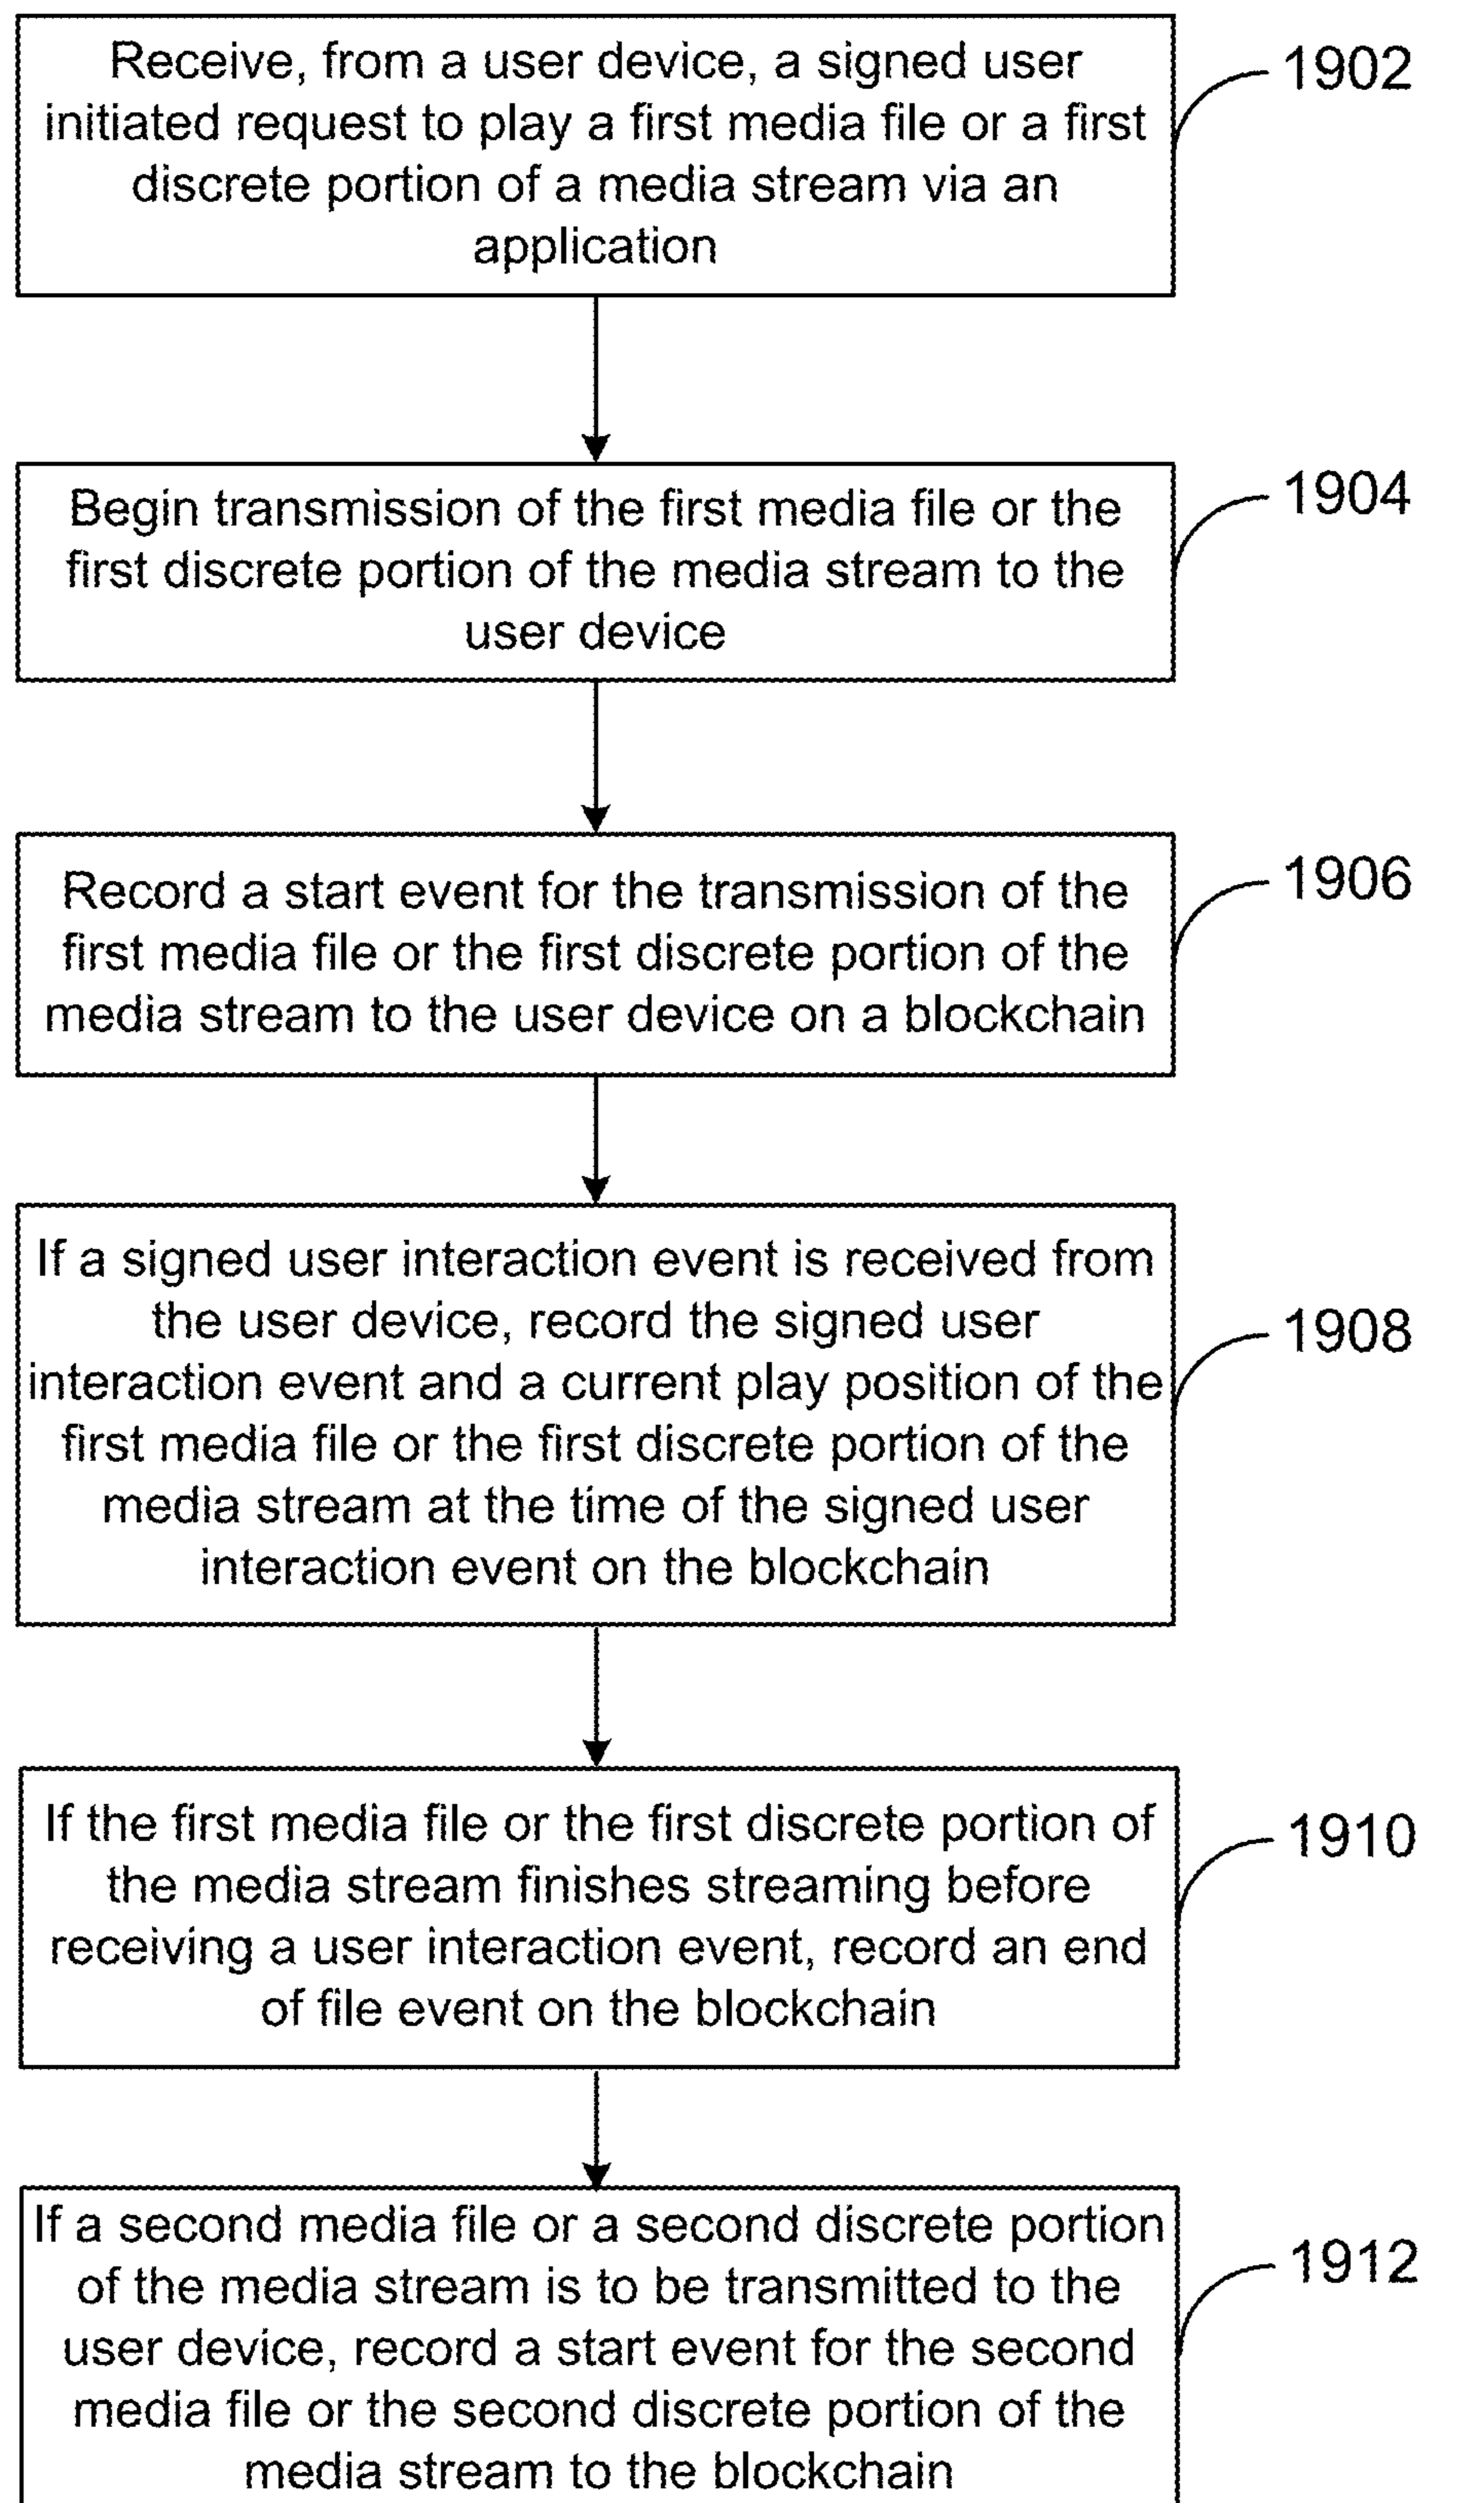 Receive, from a user device, a signed user
initiated request to play a first media file or a first
discrete portion of a media stream via an
application
1902
Begin transmission of the first media file or the
first discrete portion of the media stream to the
user device
1904
Record a start event for the transmission of the
first media file or the first discrete portion of the
media stream to the user device on a blockchain
1906
If a signed user interaction event is received from
the user device, record the signed user
interaction event and a current play position of the
first media file or the first discrete portion of the
media stream at the time of the signed user
interaction event on the blockchain
1908
If the first media file or the first discrete portion of
the media stream finishes streaming before
receiving a user interaction event, record an end
of file event on the blockchain
1910
If a second media file or a second discrete portion
of the media stream is to be transmitted to the
user device, record a start event for the second
media file or the second discrete portion of the
media stream to the blockchain
1912